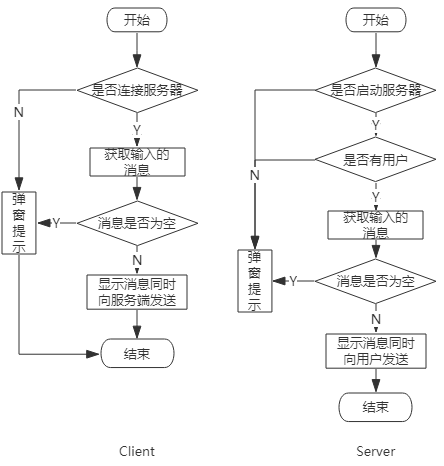 开始
是否连接服务器
N
Y
获取输入的
消息
弹
窗
提
示
Y
消息是否为空
N
显示消息同时
向服务端发送
结束
Client
开始
是否启动服务器
Y
N
是否有用户
Y
获取输入的
消息
弹
窗
提
示
Y
消息是否为空
N
显示消息同时
向用户发送
结束
Server